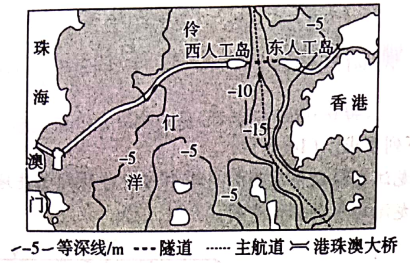 伶
珠
海
西人工岛
东人工岛
-5
-10
香港
仃
-15
-5
-5
澳
门
洋
-5
-5-等深线/m 隧道 主航道 港珠澳大桥